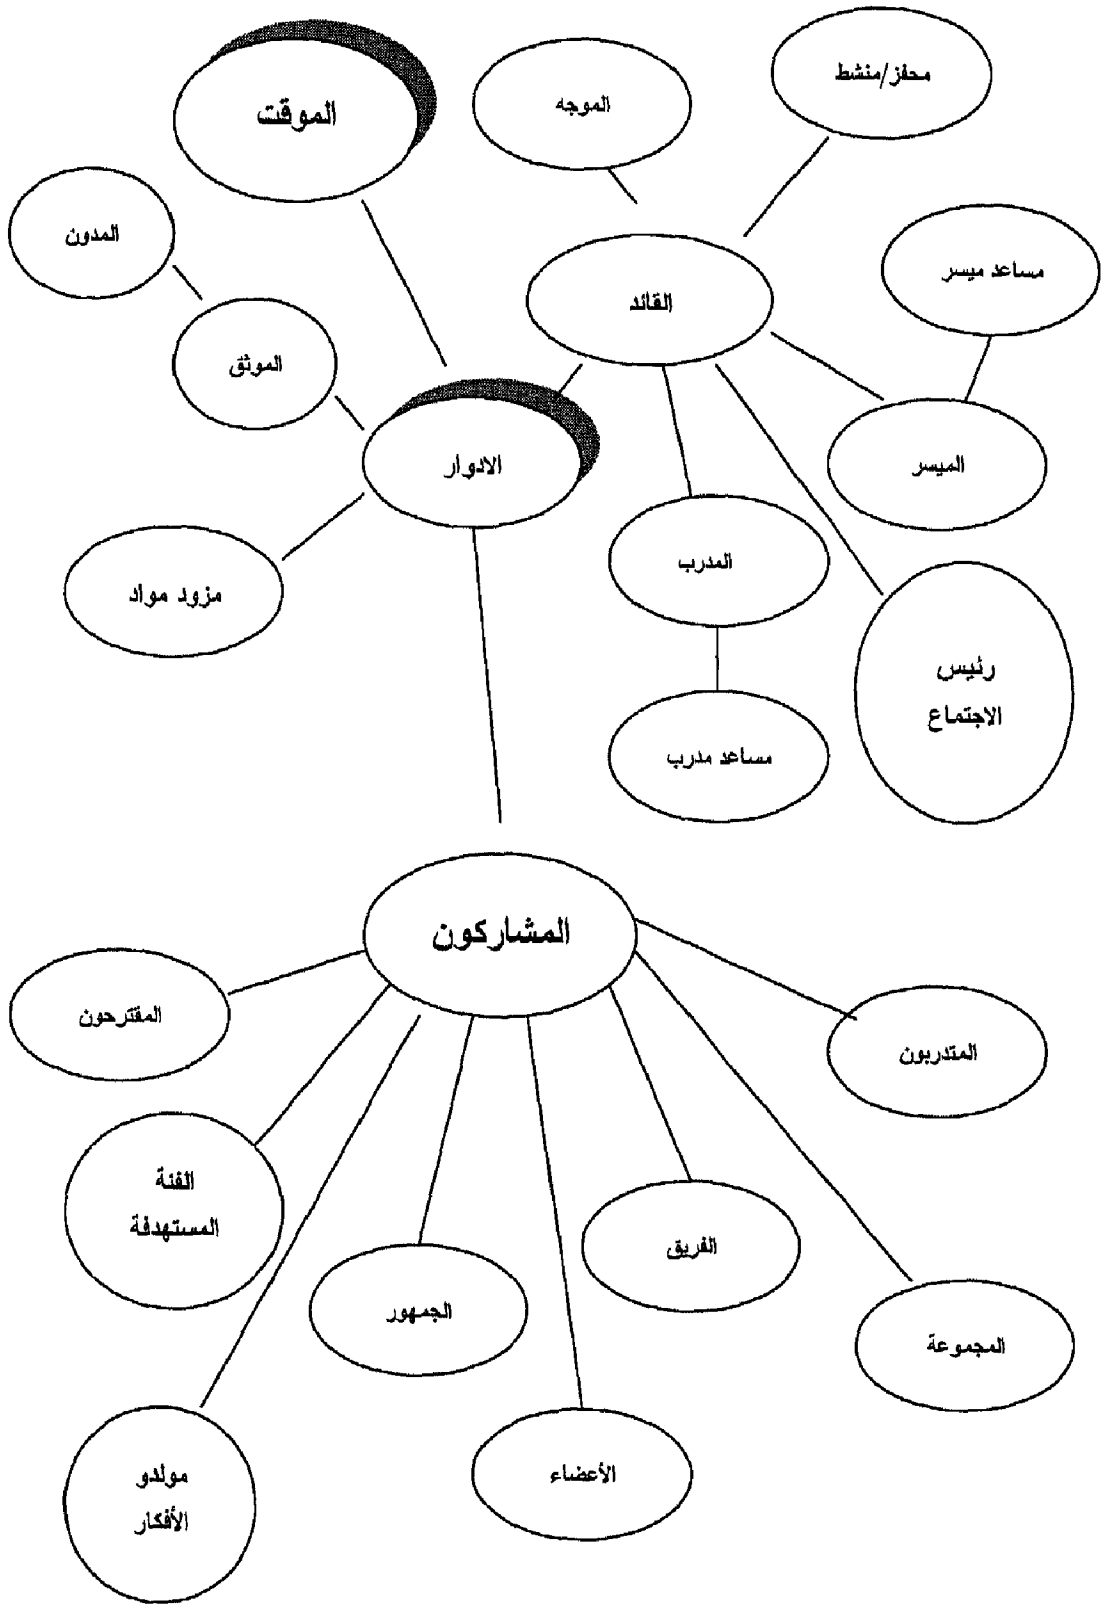 محفز/منشط
الموجه
الموقت
المدون
مساعد ميسر
القائد
الموثق
الادوار
الميسر
المدرب
مزود مواد
رئيس
الاجتماع
مساعد مدرب
المشاركون
المقترحون
المتدربون
الفئة
المستهدفة
الفريق
الجمهور
المجموعة
الأعضاء
مولدو
الأفكار